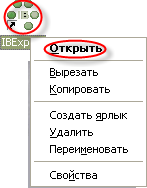 IBExp
Открыть
Вырезать
Копировать
Создать ярлык
Удалить
Переименовать
Свойства